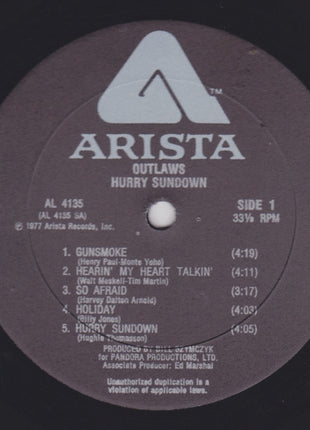 TM
ARISTA
OUTLAWS
HURRY SUNDOWN
AL 4135
(AL 4135 SA)
℗ 1977 Arista Records, Inc.
SIDE 1
33⅓ RPM
1. GUNSMOKE (4:19)
(Henry Paul-Monte Yoho)
2. HEARIN' MY HEART TALKIN' (4:11)
(Walt Meskell-Tim Martin)
3. SO AFRAID (3:17)
(Harvey Dalton Arnold)
4. HOLIDAY (4:03)
(Billy Jones)
5. HURRY SUNDOWN (4:05)
(Hughie Thomasson)
PRODUCED BY BILL SZYMCZYK
for PANDORA PRODUCTIONS, LTD.
Associate Producer: Ed Marshal
Unauthorized duplication is a
violation of applicable laws.